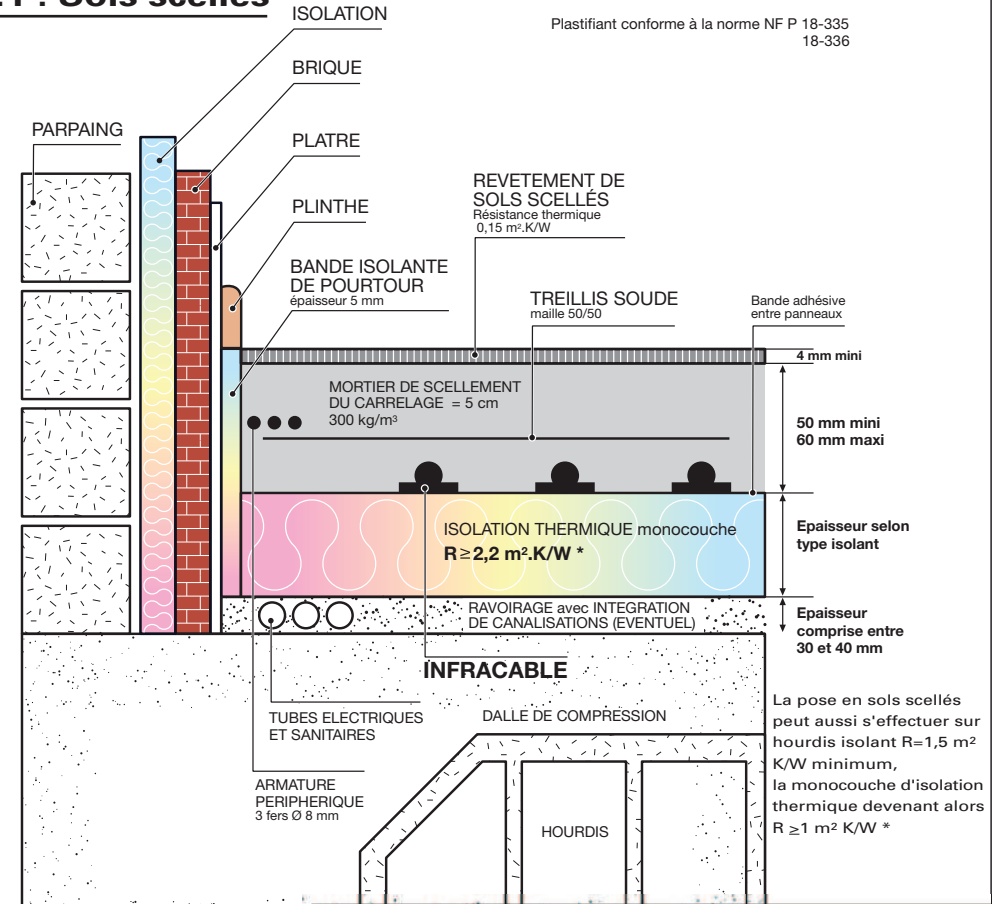 : Sols scellés
ISOLATION
Plastifiant conforme à la norme NF P 18-335
18-336
BRIQUE
PARPAING
PLATRE
REVETEMENT DE
SOLS SCELLÉS
Résistance thermique
0,15 m².K/W
PLINTHE
BANDE ISOLANTE
DE POURTOUR
épaisseur 5 mm
TREILLIS SOUDE
maille 50/50
Bande adhésive
entre panneaux
4 mm mini
MORTIER DE SCELLEMENT
DU CARRELAGE = 5 cm
300 kg/m³
50 mm mini
60 mm maxi
ISOLATION THERMIQUE monocouche
R≥2,2 m².K/W *
Epaisseur selon
type isolant
RAVOIRAGE avec INTEGRATION
DE CANALISATIONS (EVENTUEL)
Epaisseur
comprise entre
30 et 40 mm
INFRACABLE
TUBES ELECTRIQUES
ET SANITAIRES
DALLE DE COMPRESSION
La pose en sols scellés
peut aussi s'effectuer sur
hourdis isolant R=1,5 m²
K/W minimum,
la monocouche d'isolation
thermique devenant alors
R ≥1 m² K/W *
ARMATURE
PERIPHERIQUE
3 fers Ø 8 mm
HOURDIS